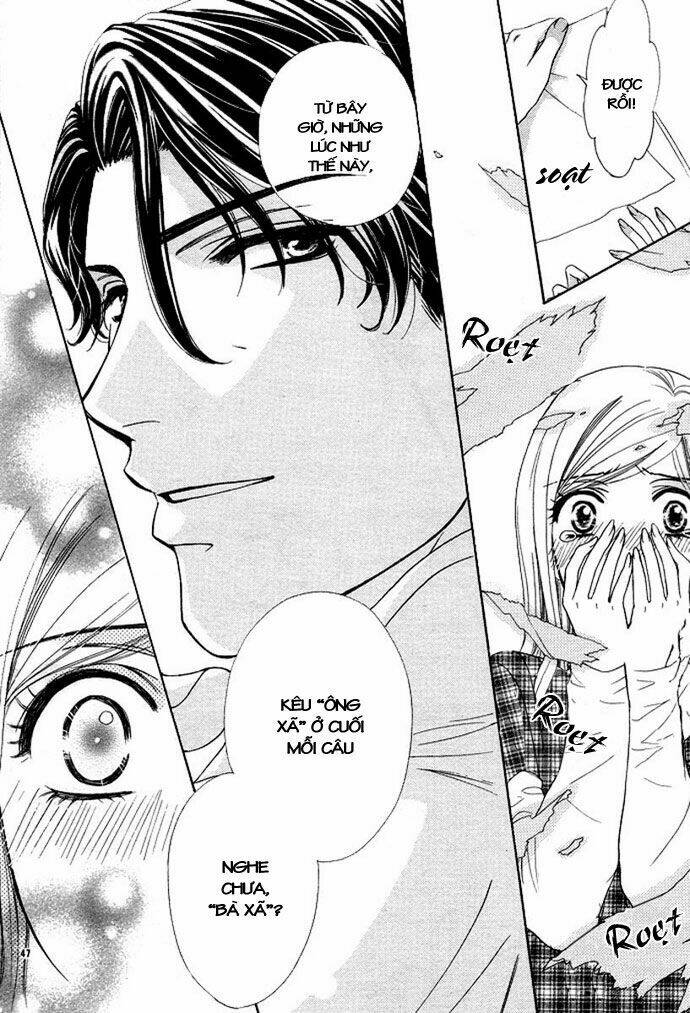 ĐƯỢC
RỒI!
soạt
Roẹt
Roẹt
Roẹt
TỪ BÂY
GIỜ, NHỮNG
LÚC NHƯ
THẾ NÀY,
KÊU “ÔNG
XÃ” Ở CUỐI
MỖI CÂU
NGHE
CHƯA,
“BÀ XÃ”?
47